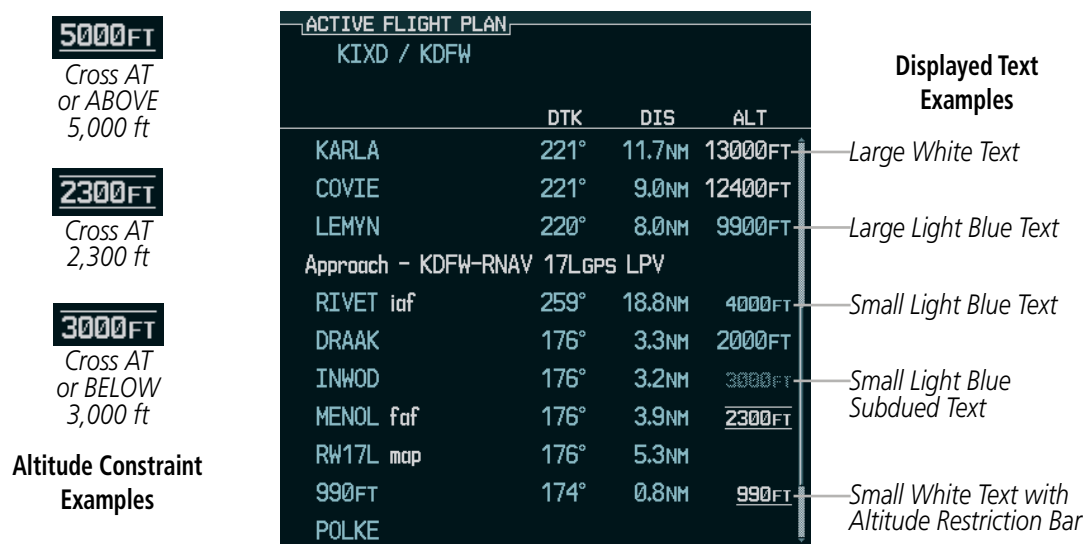 5000FT
Cross AT
or ABOVE
5,000 ft
2300FT
Cross AT
2,300 ft
3000FT
Cross AT
or BELOW
3,000 ft
Altitude Constraint
Examples
ACTIVE FLIGHT PLAN
KIXD / KDFW
DTK DIS ALT
KARLA 221° 11.7NM 13000FT
COVIE 221° 9.0NM 12400FT
LEMYN 220° 8.0NM 9900FT
Approach - KDFW-RNAV 17LGPS LPV
RIVET iaf 259° 18.8NM 4000FT
DRAAK 176° 3.3NM 2000FT
INWOD 176° 3.2NM 3000FT
MENOL faf 176° 3.9NM 2300FT
RW17L map 176° 5.3NM
990FT 174° 0.8NM 990FT
POLKE
Displayed Text
Examples
Large White Text
Large Light Blue Text
Small Light Blue Text
Small Light Blue
Subdued Text
Small White Text with
Altitude Restriction Bar